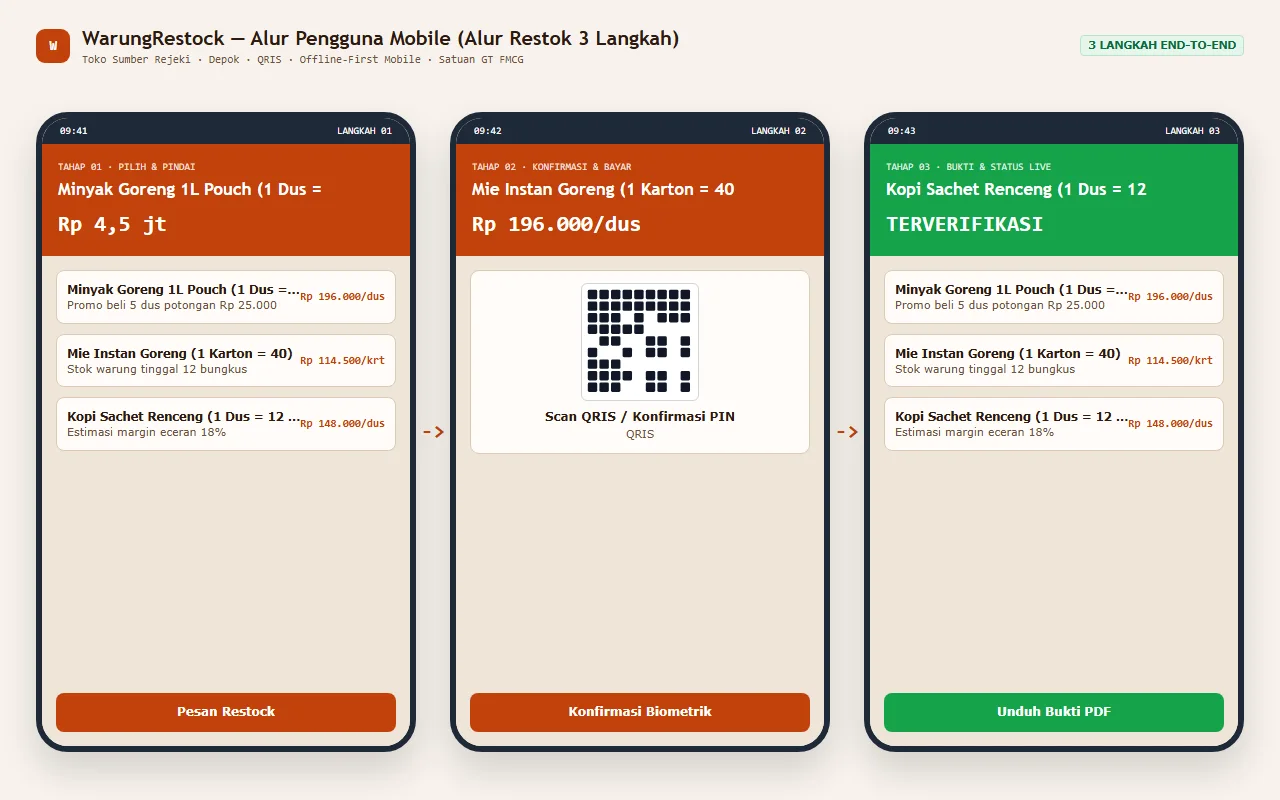 W
WarungRestock — Alur Pengguna Mobile (Alur Restok 3 Langkah)
Toko Sumber Rejeki · Depok · QRIS · Offline-First Mobile · Satuan GT FMCG
3 LANGKAH END-TO-END
09:41
LANGKAH 01
TAHAP 01 · PILIH & PINDAI
Minyak Goreng 1L Pouch (1 Dus =
Rp 4,5 jt
Minyak Goreng 1L Pouch (1 Dus =...
Rp 196.000/dus
Promo beli 5 dus potongan Rp 25.000
Mie Instan Goreng (1 Karton = 40)
Rp 114.500/krt
Stok warung tinggal 12 bungkus
Kopi Sachet Renceng (1 Dus = 12 ...
Rp 148.000/dus
Estimasi margin eceran 18%
Pesan Restock
->
09:42
LANGKAH 02
TAHAP 02 · KONFIRMASI & BAYAR
Mie Instan Goreng (1 Karton = 40
Rp 196.000/dus
Scan QRIS / Konfirmasi PIN
QRIS
Konfirmasi Biometrik
->
09:43
LANGKAH 03
TAHAP 03 · BUKTI & STATUS LIVE
Kopi Sachet Renceng (1 Dus = 12
TERVERIFIKASI
Minyak Goreng 1L Pouch (1 Dus =...
Rp 196.000/dus
Promo beli 5 dus potongan Rp 25.000
Mie Instan Goreng (1 Karton = 40)
Rp 114.500/krt
Stok warung tinggal 12 bungkus
Kopi Sachet Renceng (1 Dus = 12 ...
Rp 148.000/dus
Estimasi margin eceran 18%
Unduh Bukti PDF